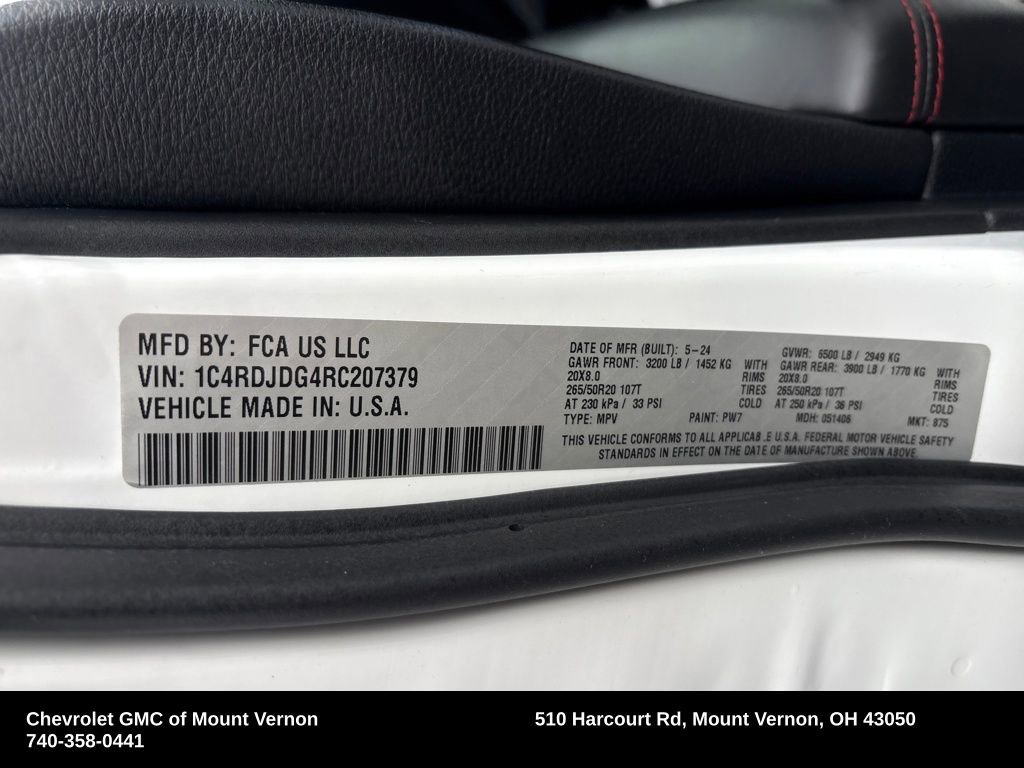 MFD BY: FCA US LLC
VIN: 1C4RDJDG4RC207379
VEHICLE MADE IN: U.S.A.
DATE OF MFR (BUILT): 5-24
GAWR FRONT: 3200 LB / 1452 KG WITH
20X8.0 RIMS
265/50R20 107T TIRES
AT 230 kPa / 33 PSI COLD
TYPE: MPV PAINT: PW7
GVWR: 6500 LB / 2949 KG
GAWR REAR: 3900 LB / 1770 KG WITH
20X8.0 RIMS
265/50R20 107T TIRES
AT 250 kPa / 36 PSI COLD
MDH: 051406 MKT: 875
THIS VEHICLE CONFORMS TO ALL APPLICAB.E U.S.A. FEDERAL MOTOR VEHICLE SAFETY
STANDARDS IN EFFECT ON THE DATE OF MANUFACTURE SHOWN ABOVE.
Chevrolet GMC of Mount Vernon
740-358-0441
510 Harcourt Rd, Mount Vernon, OH 43050